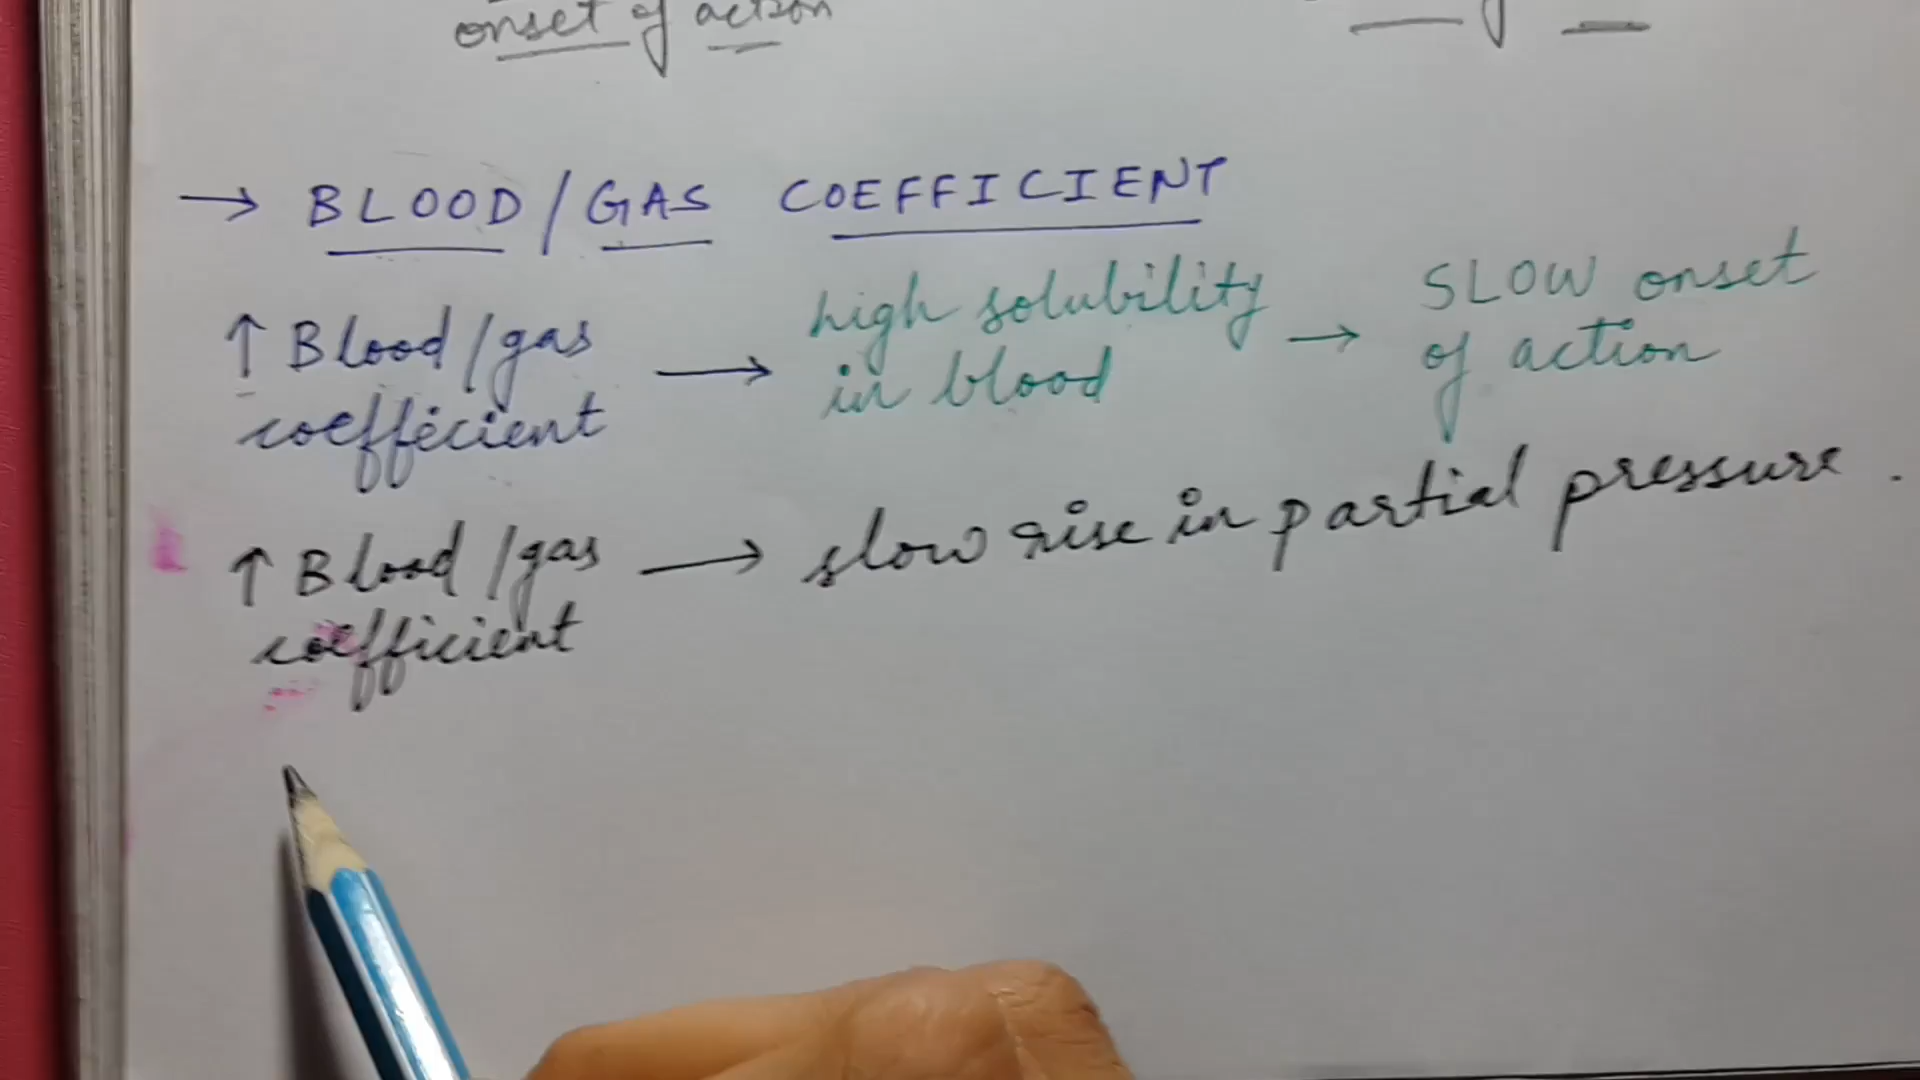 onset of action
→ BLOOD/GAS COEFFICIENT
↑ Blood/gas coefficient → high solubility in blood → SLOW onset of action
↑ Blood/gas coefficient → slow rise in partial pressure.